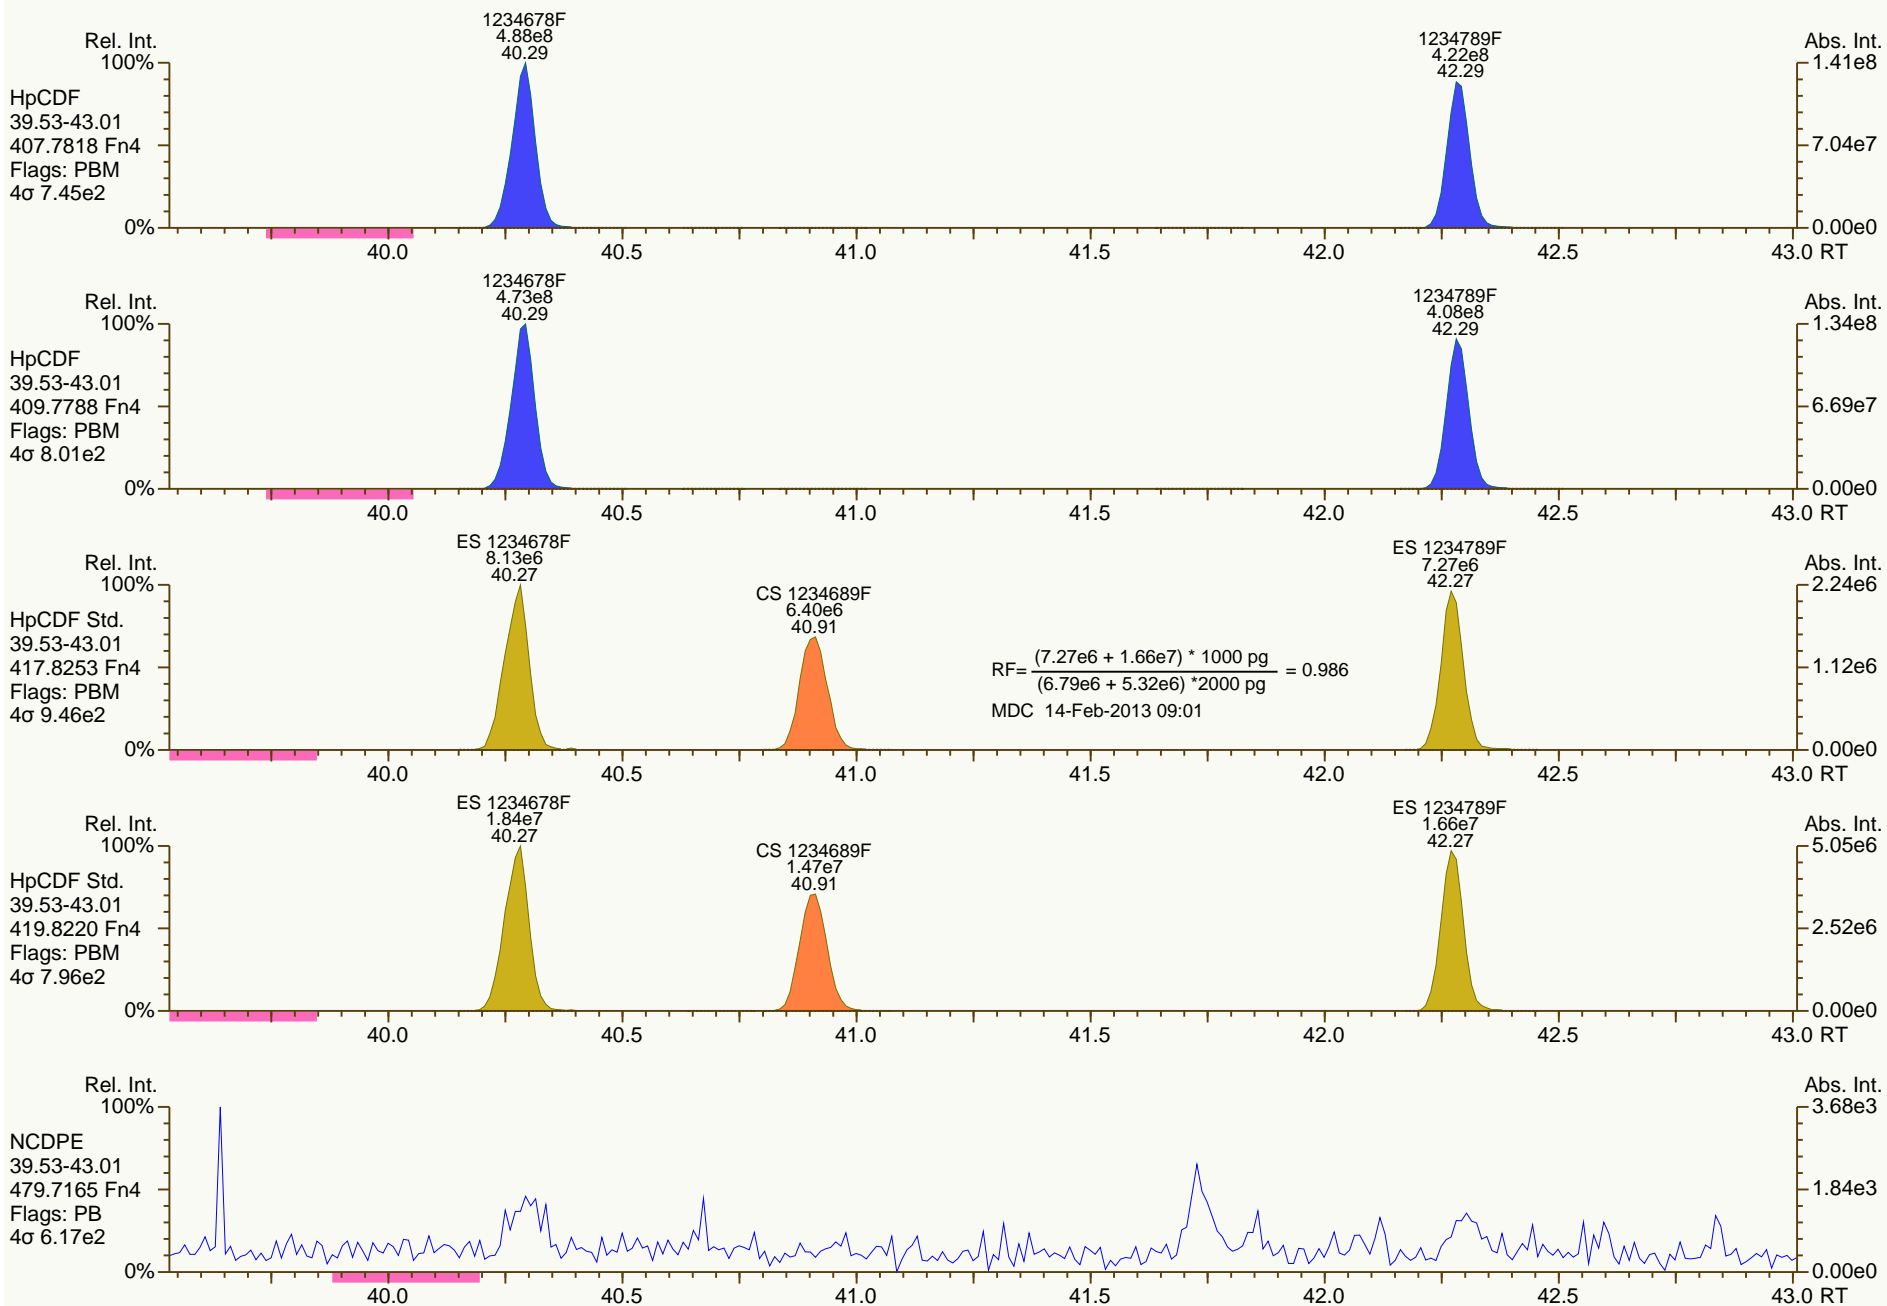 1234678F
4.88e8
40.29
1234789F
4.22e8
42.29
Rel. Int.
Abs. Int.
100%
1.41e8
HpCDF
39.53-43.01
407.7818 Fn4
7.04e7
Flags: PBM
4σ 7.45e2
0%
0.00e0
40.0 40.5 41.0 41.5 42.0 42.5 43.0 RT
1234678F
4.73e8
40.29
1234789F
4.08e8
42.29
Rel. Int.
Abs. Int.
100%
1.34e8
HpCDF
39.53-43.01
409.7788 Fn4
6.69e7
Flags: PBM
4σ 8.01e2
0%
0.00e0
40.0 40.5 41.0 41.5 42.0 42.5 43.0 RT
ES 1234678F
8.13e6
40.27
CS 1234689F
6.40e6
40.91
ES 1234789F
7.27e6
42.27
Rel. Int.
Abs. Int.
100%
2.24e6
HpCDF Std.
39.53-43.01
417.8253 Fn4
1.12e6
Flags: PBM
4σ 9.46e2
(7.27e6 + 1.66e7) * 1000 pg
RF= = 0.986
(6.79e6 + 5.32e6) *2000 pg
MDC 14-Feb-2013 09:01
0%
0.00e0
40.0 40.5 41.0 41.5 42.0 42.5 43.0 RT
ES 1234678F
1.84e7
40.27
CS 1234689F
1.47e7
40.91
ES 1234789F
1.66e7
42.27
Rel. Int.
Abs. Int.
100%
5.05e6
HpCDF Std.
39.53-43.01
419.8220 Fn4
2.52e6
Flags: PBM
4σ 7.96e2
0%
0.00e0
40.0 40.5 41.0 41.5 42.0 42.5 43.0 RT
Rel. Int.
Abs. Int.
100%
3.68e3
NCDPE
39.53-43.01
479.7165 Fn4
1.84e3
Flags: PB
4σ 6.17e2
0%
0.00e0
40.0 40.5 41.0 41.5 42.0 42.5 43.0 RT